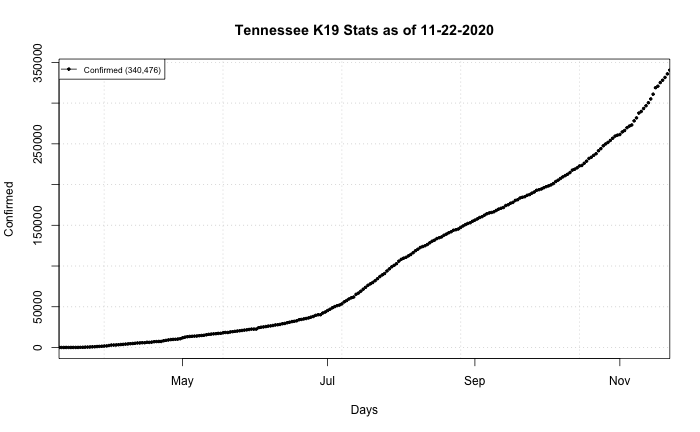 Tennessee K19 Stats as of 11-22-2020
Confirmed (340,476)
Confirmed
350000
250000
150000
50000
0
May Jul Sep Nov
Days